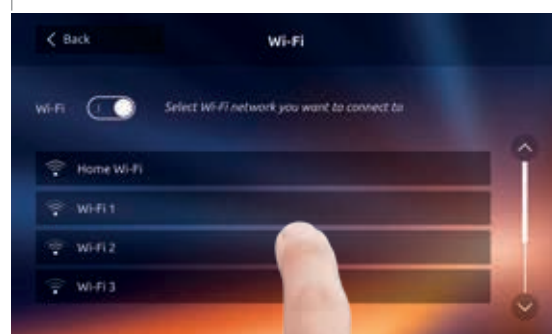 Back
Wi-Fi
Wi-Fi
Select Wi-Fi network you want to connect to
Home Wi-Fi
Wi-Fi 1
Wi-Fi 2
Wi-Fi 3